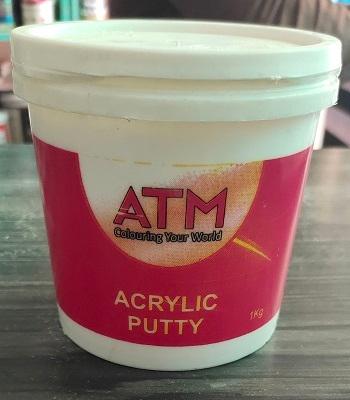 ATM
Colouring Your World
ACRYLIC
PUTTY
1Kg